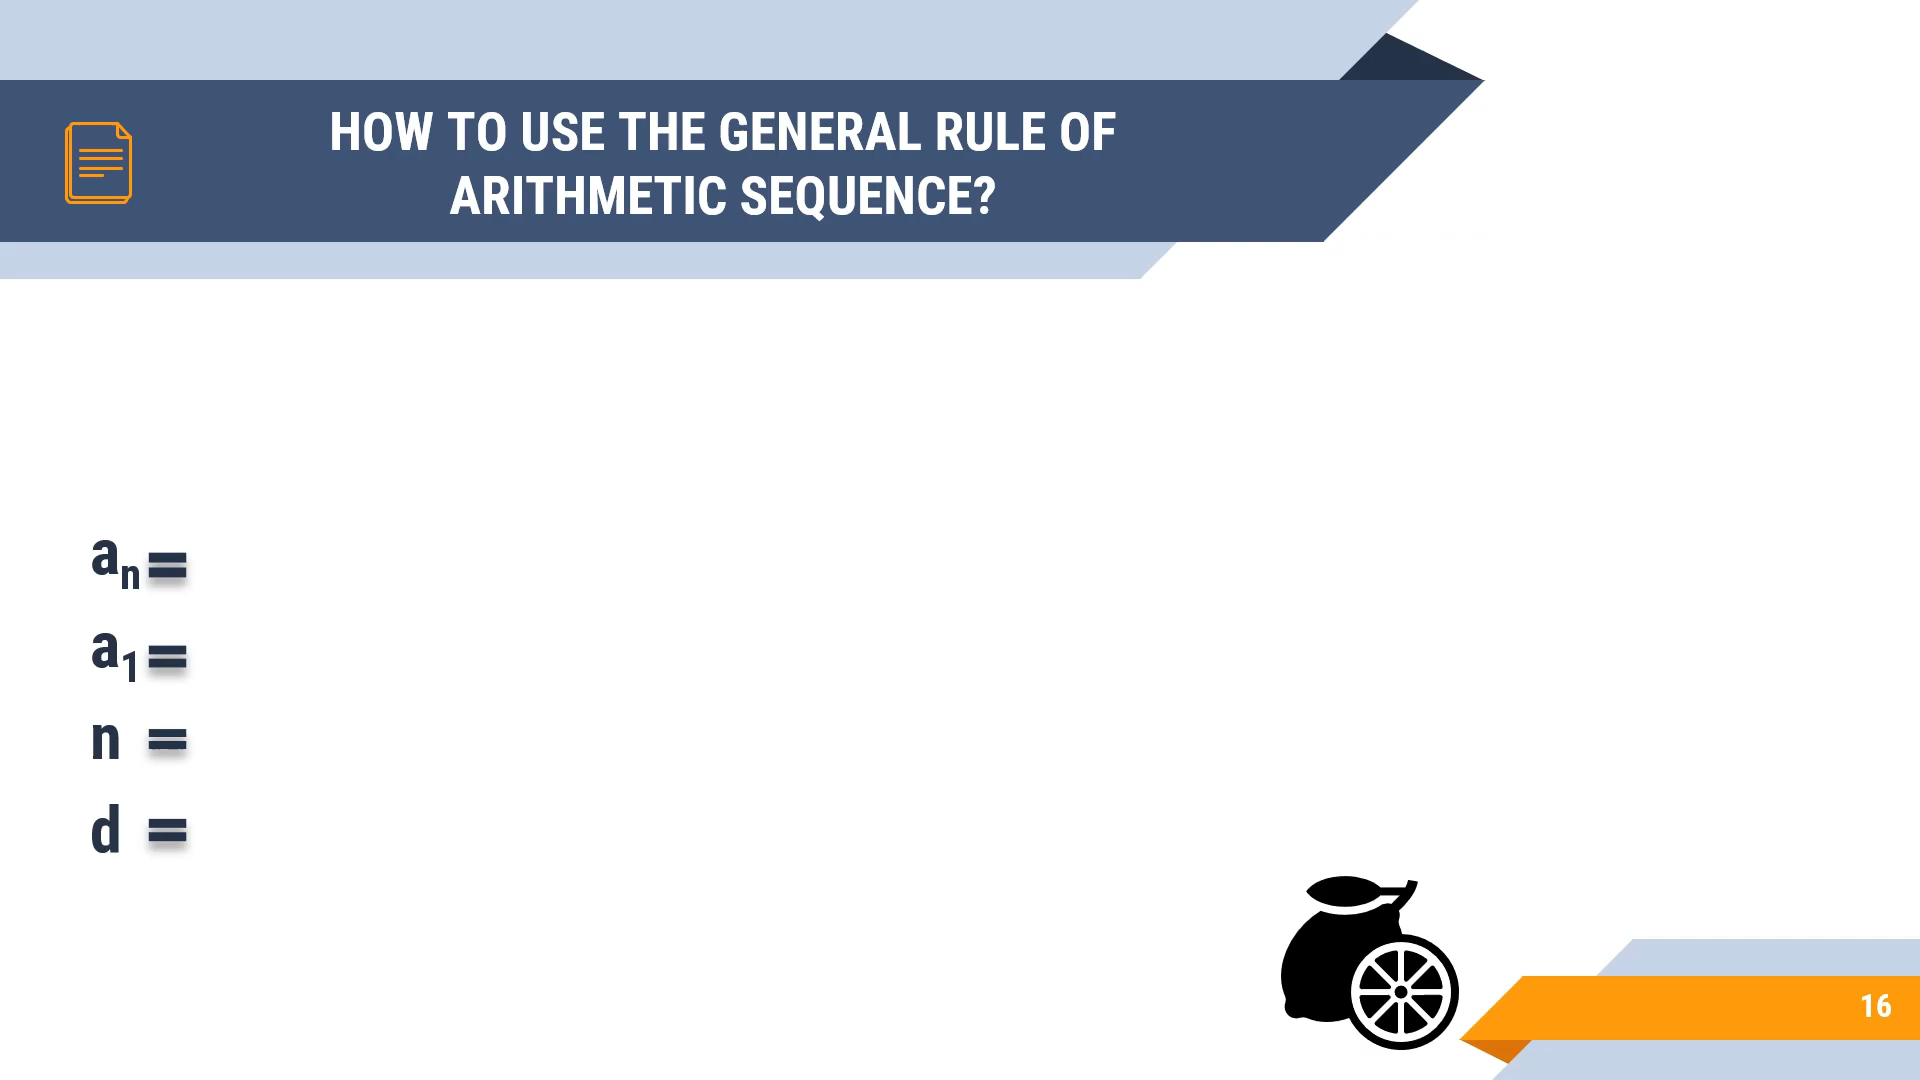 HOW TO USE THE GENERAL RULE OF
ARITHMETIC SEQUENCE?
aₙ =
a₁ =
n =
d =
16